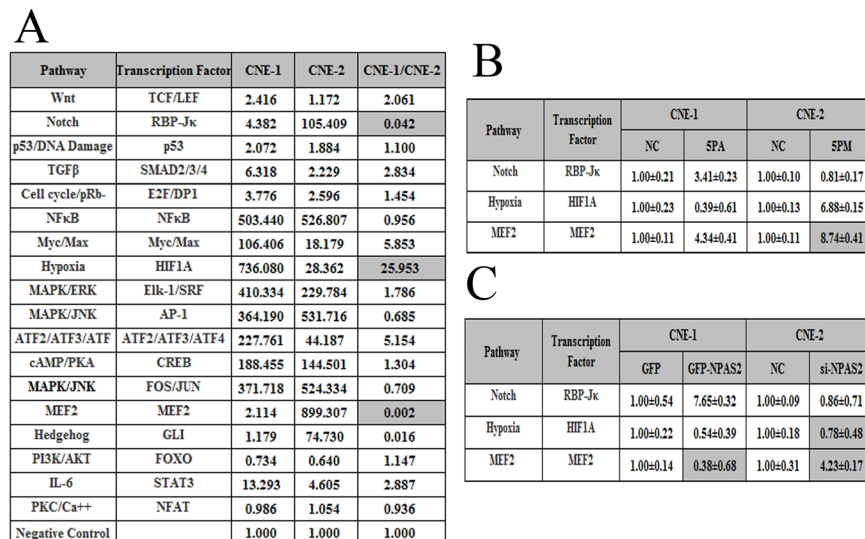 A
Pathway Transcription Factor CNE-1 CNE-2 CNE-1/CNE-2
Wnt TCF/LEF 2.416 1.172 2.061
Notch RBP-Jκ 4.382 105.409 0.042
p53/DNA Damage p53 2.072 1.884 1.100
TGFβ SMAD2/3/4 6.318 2.229 2.834
Cell cycle/pRb- E2F/DP1 3.776 2.596 1.454
NFκB NFκB 503.440 526.807 0.956
Myc/Max Myc/Max 106.406 18.179 5.853
Hypoxia HIF1A 736.080 28.362 25.953
MAPK/ERK Elk-1/SRF 410.334 229.784 1.786
MAPK/JNK AP-1 364.190 531.716 0.685
ATF2/ATF3/ATF ATF2/ATF3/ATF4 227.761 44.187 5.154
cAMP/PKA CREB 188.455 144.501 1.304
MAPK/JNK FOS/JUN 371.718 524.334 0.709
MEF2 MEF2 2.114 899.307 0.002
Hedgehog GLI 1.179 74.730 0.016
PI3K/AKT FOXO 0.734 0.640 1.147
IL-6 STAT3 13.293 4.605 2.887
PKC/Ca++ NFAT 0.986 1.054 0.936
Negative Control 1.000 1.000 1.000
B
Pathway Transcription Factor CNE-1 CNE-2
NC 5PA NC 5PM
Notch RBP-Jκ 1.00±0.21 3.41±0.23 1.00±0.10 0.81±0.17
Hypoxia HIF1A 1.00±0.23 0.39±0.61 1.00±0.13 6.88±0.15
MEF2 MEF2 1.00±0.11 4.34±0.41 1.00±0.11 8.74±0.41
C
Pathway Transcription Factor CNE-1 CNE-2
GFP GFP-NPAS2 NC si-NPAS2
Notch RBP-Jκ 1.00±0.54 7.65±0.32 1.00±0.09 0.86±0.71
Hypoxia HIF1A 1.00±0.22 0.54±0.39 1.00±0.18 0.78±0.48
MEF2 MEF2 1.00±0.14 0.38±0.68 1.00±0.31 4.23±0.17